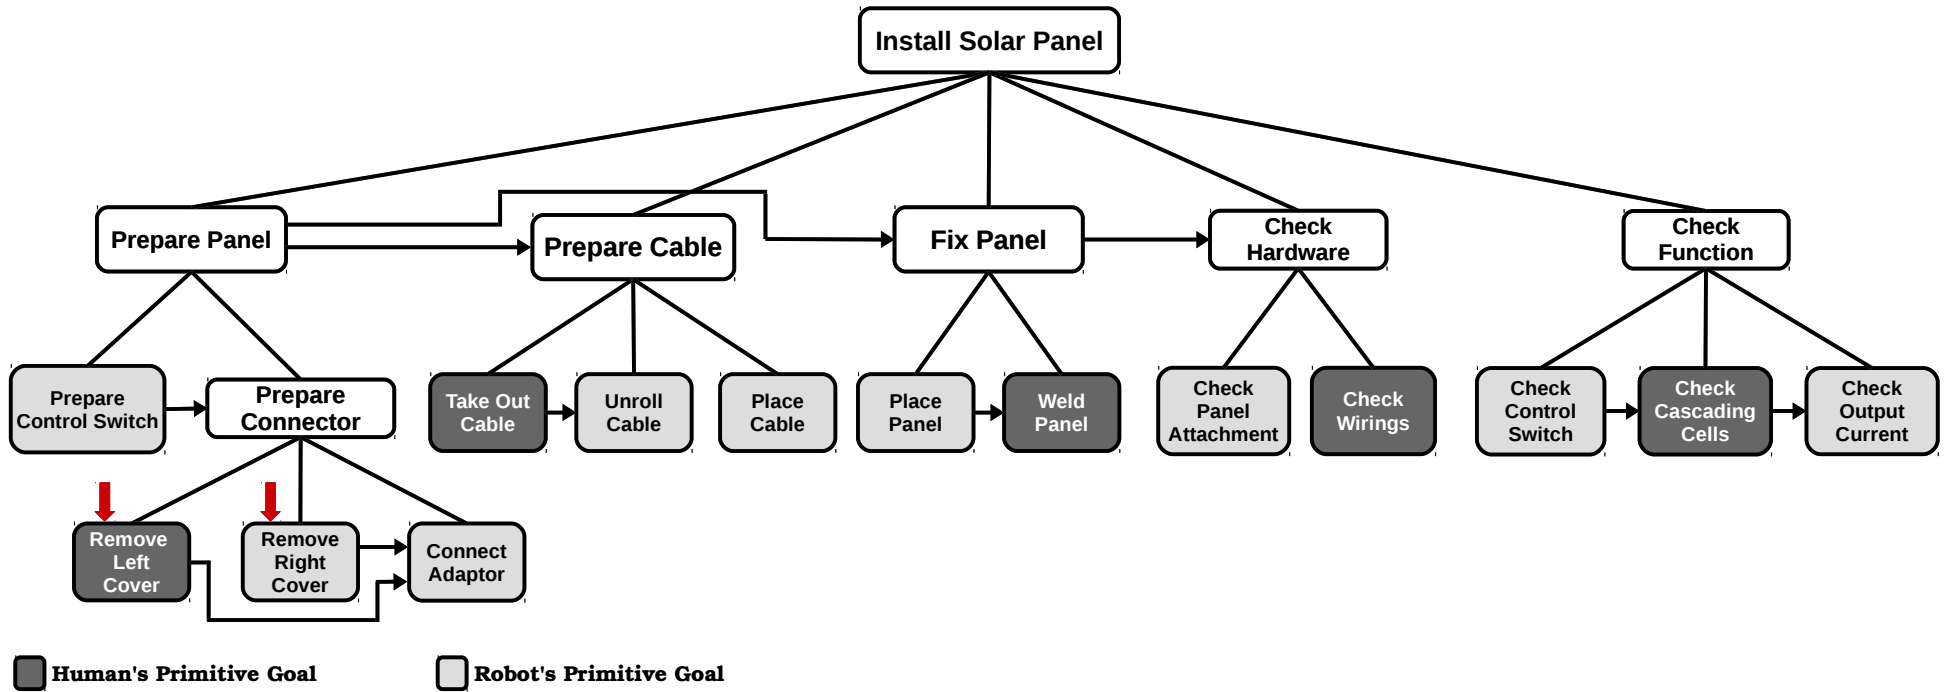 Install Solar Panel
Prepare Panel
Prepare Cable
Fix Panel
Check
Hardware
Check
Function
Prepare
Control Switch
Prepare
Connector
Take Out
Cable
Unroll
Cable
Place
Cable
Place
Panel
Weld
Panel
Check
Panel
Attachment
Check
Wirings
Check
Control
Switch
Check
Cascading
Cells
Check
Output
Current
Remove
Left
Cover
Remove
Right
Cover
Connect
Adaptor
Human's Primitive Goal
Robot's Primitive Goal